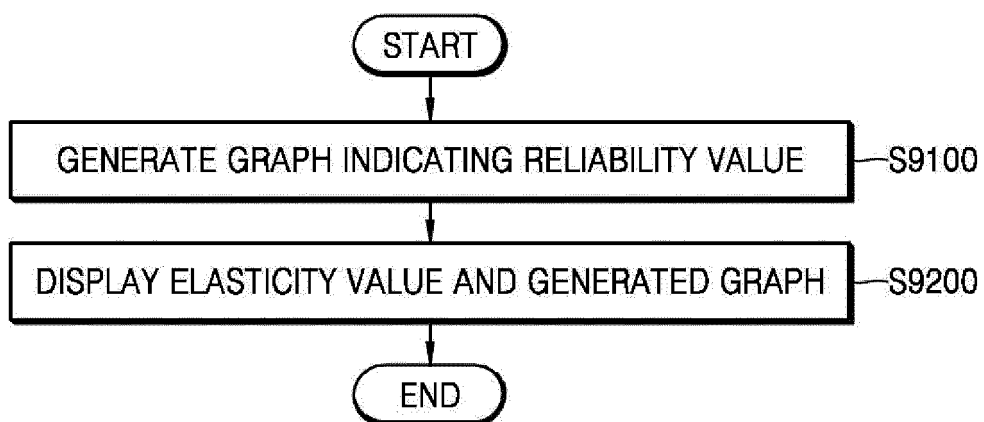 START
GENERATE GRAPH INDICATING RELIABILITY VALUE
S9100
DISPLAY ELASTICITY VALUE AND GENERATED GRAPH
S9200
END